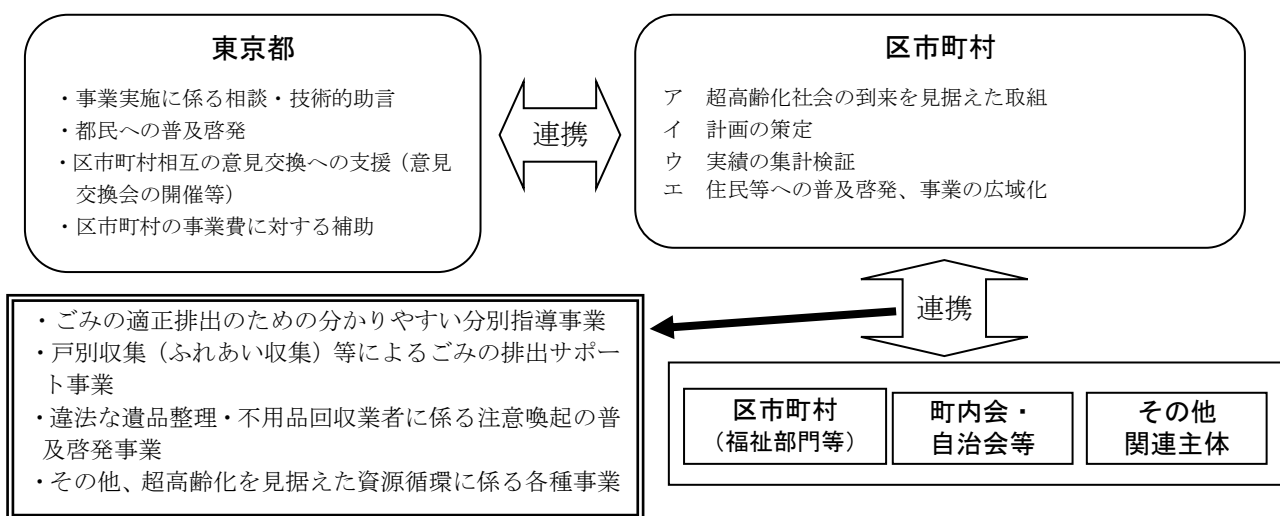 東京都
・事業実施に係る相談・技術的助言
・都民への普及啓発
・区市町村相互の意見交換への支援（意見
交換会の開催等）
・区市町村の事業費に対する補助
連携
区市町村
ア　超高齢化社会の到来を見据えた取組
イ　計画の策定
ウ　実績の集計検証
エ　住民等への普及啓発、事業の広域化
・ごみの適正排出のための分かりやすい分別指導事業
・戸別収集（ふれあい収集）等によるごみの排出サポー
ト事業
・違法な遺品整理・不用品回収業者に係る注意喚起の普
及啓発事業
・その他、超高齢化を見据えた資源循環に係る各種事業
連携
区市町村
（福祉部門等）
町内会・
自治会等
その他
関連主体